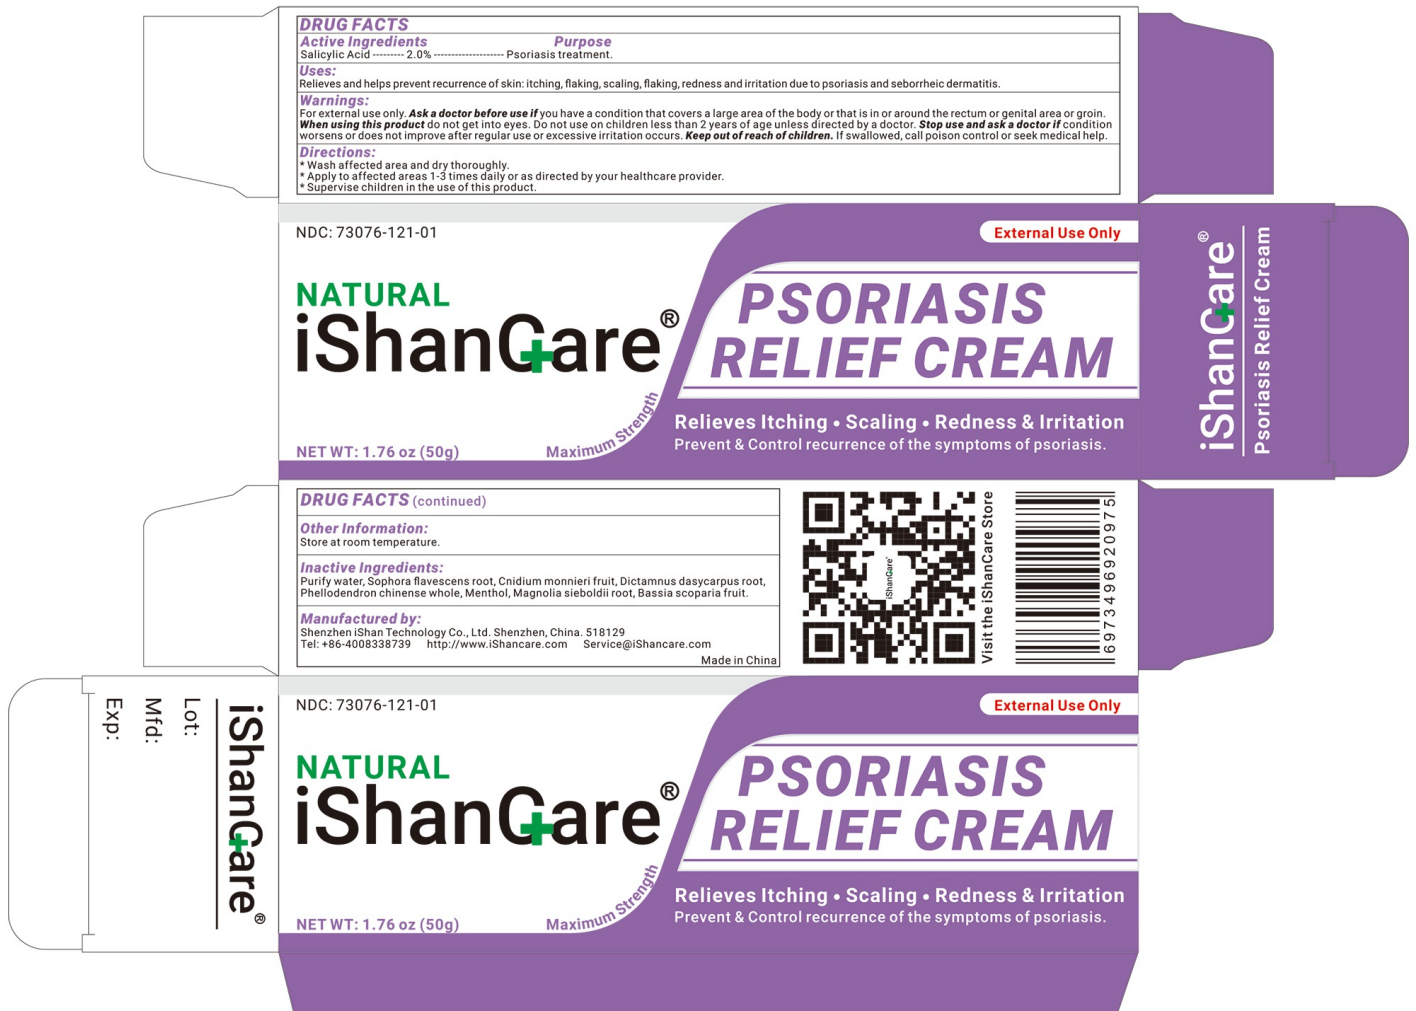 DRUG FACTS
Active Ingredients Purpose
Salicylic Acid --------- 2.0% -------------------- Psoriasis treatment.
Uses:
Relieves and helps prevent recurrence of skin: itching, flaking, scaling, flaking, redness and irritation due to psoriasis and seborrheic dermatitis.
Warnings:
For external use only. Ask a doctor before use if you have a condition that covers a large area of the body or that is in or around the rectum or genital area or groin.
When using this product do not get into eyes. Do not use on children less than 2 years of age unless directed by a doctor. Stop use and ask a doctor if condition
worsens or does not improve after regular use or excessive irritation occurs. Keep out of reach of children. If swallowed, call poison control or seek medical help.
Directions:
* Wash affected area and dry thoroughly.
* Apply to affected areas 1-3 times daily or as directed by your healthcare provider.
* Supervise children in the use of this product.
NDC: 73076-121-01
External Use Only
NATURAL
iShanCare®
PSORIASIS
RELIEF CREAM
Maximum Strength
Relieves Itching • Scaling • Redness & Irritation
Prevent & Control recurrence of the symptoms of psoriasis.
NET WT: 1.76 oz (50g)
iShanCare®
Psoriasis Relief Cream
DRUG FACTS (continued)
Other Information:
Store at room temperature.
Inactive Ingredients:
Purify water, Sophora flavescens root, Cnidium monnieri fruit, Dictamnus dasycarpus root,
Phellodendron chinense whole, Menthol, Magnolia sieboldii root, Bassia scoparia fruit.
Manufactured by:
Shenzhen iShan Technology Co., Ltd. Shenzhen, China. 518129
Tel: +86-4008338739 http://www.iShancare.com Service@iShancare.com
Made in China
iShanCare®
Visit the iShanCare Store
6973496920975
iShanCare®
Lot:
Mfd:
Exp:
NDC: 73076-121-01
External Use Only
NATURAL
iShanCare®
PSORIASIS
RELIEF CREAM
Maximum Strength
Relieves Itching • Scaling • Redness & Irritation
Prevent & Control recurrence of the symptoms of psoriasis.
NET WT: 1.76 oz (50g)